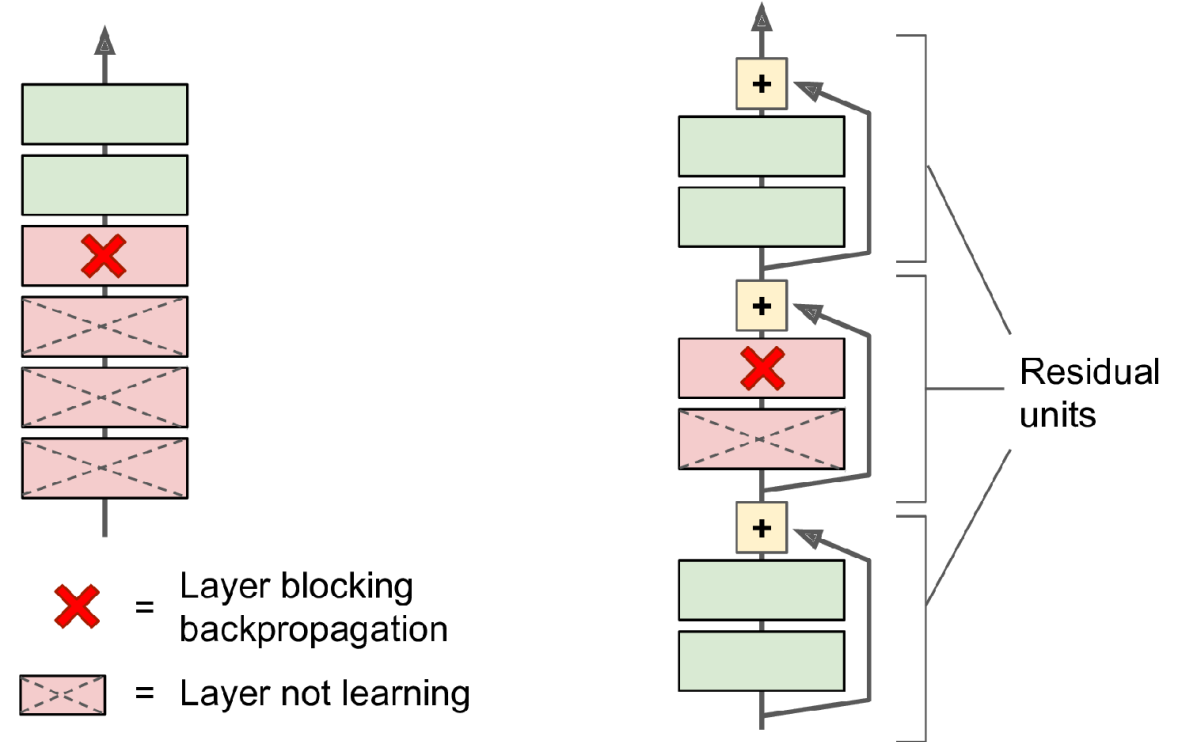 +
+
+
Residual
units
= Layer blocking
backpropagation
= Layer not learning